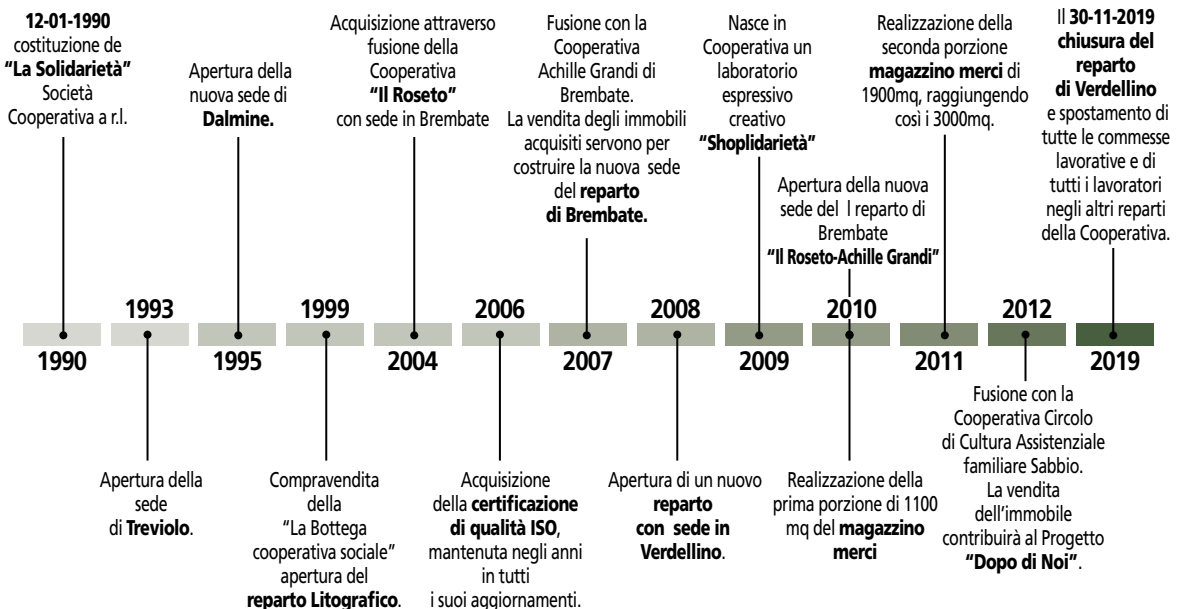 12-01-1990
costituzione de
“La Solidarietà”
Società
Cooperativa a r.l.
Apertura della
nuova sede di
Dalmine.
Acquisizione attraverso
fusione della
Cooperativa
“Il Roseto”
con sede in Brembate
Fusione con la
Cooperativa
Achille Grandi di
Brembate.
La vendita degli immobili
acquisiti servono per
costruire la nuova sede
del reparto
di Brembate.
Nasce in
Cooperativa un
laboratorio
espressivo
creativo
“Shoplidarietà”
Apertura della nuova
sede del l reparto di
Brembate
“Il Roseto-Achille Grandi”
Realizzazione della
seconda porzione
magazzino merci di
1900mq, raggiungendo
così i 3000mq.
Il 30-11-2019
chiusura del
reparto
di Verdellino
e spostamento di
tutte le commesse
lavorative e di
tutti i lavoratori
negli altri reparti
della Cooperativa.
1993
1999
2006
2008
2010
2012
1990
1995
2004
2007
2009
2011
2019
Apertura della
sede
di Treviolo.
Compravendita
della
“La Bottega
cooperativa sociale”
apertura del
reparto Litografico.
Acquisizione
della certificazione
di qualità ISO,
mantenuta negli anni
in tutti
i suoi aggiornamenti.
Apertura di un nuovo
reparto
con sede in
Verdellino.
Realizzazione della
prima porzione di 1100
mq del magazzino
merci
Fusione con la
Cooperativa Circolo
di Cultura Assistenziale
familiare Sabbio.
La vendita
dell’immobile
contribuirà al Progetto
“Dopo di Noi”.